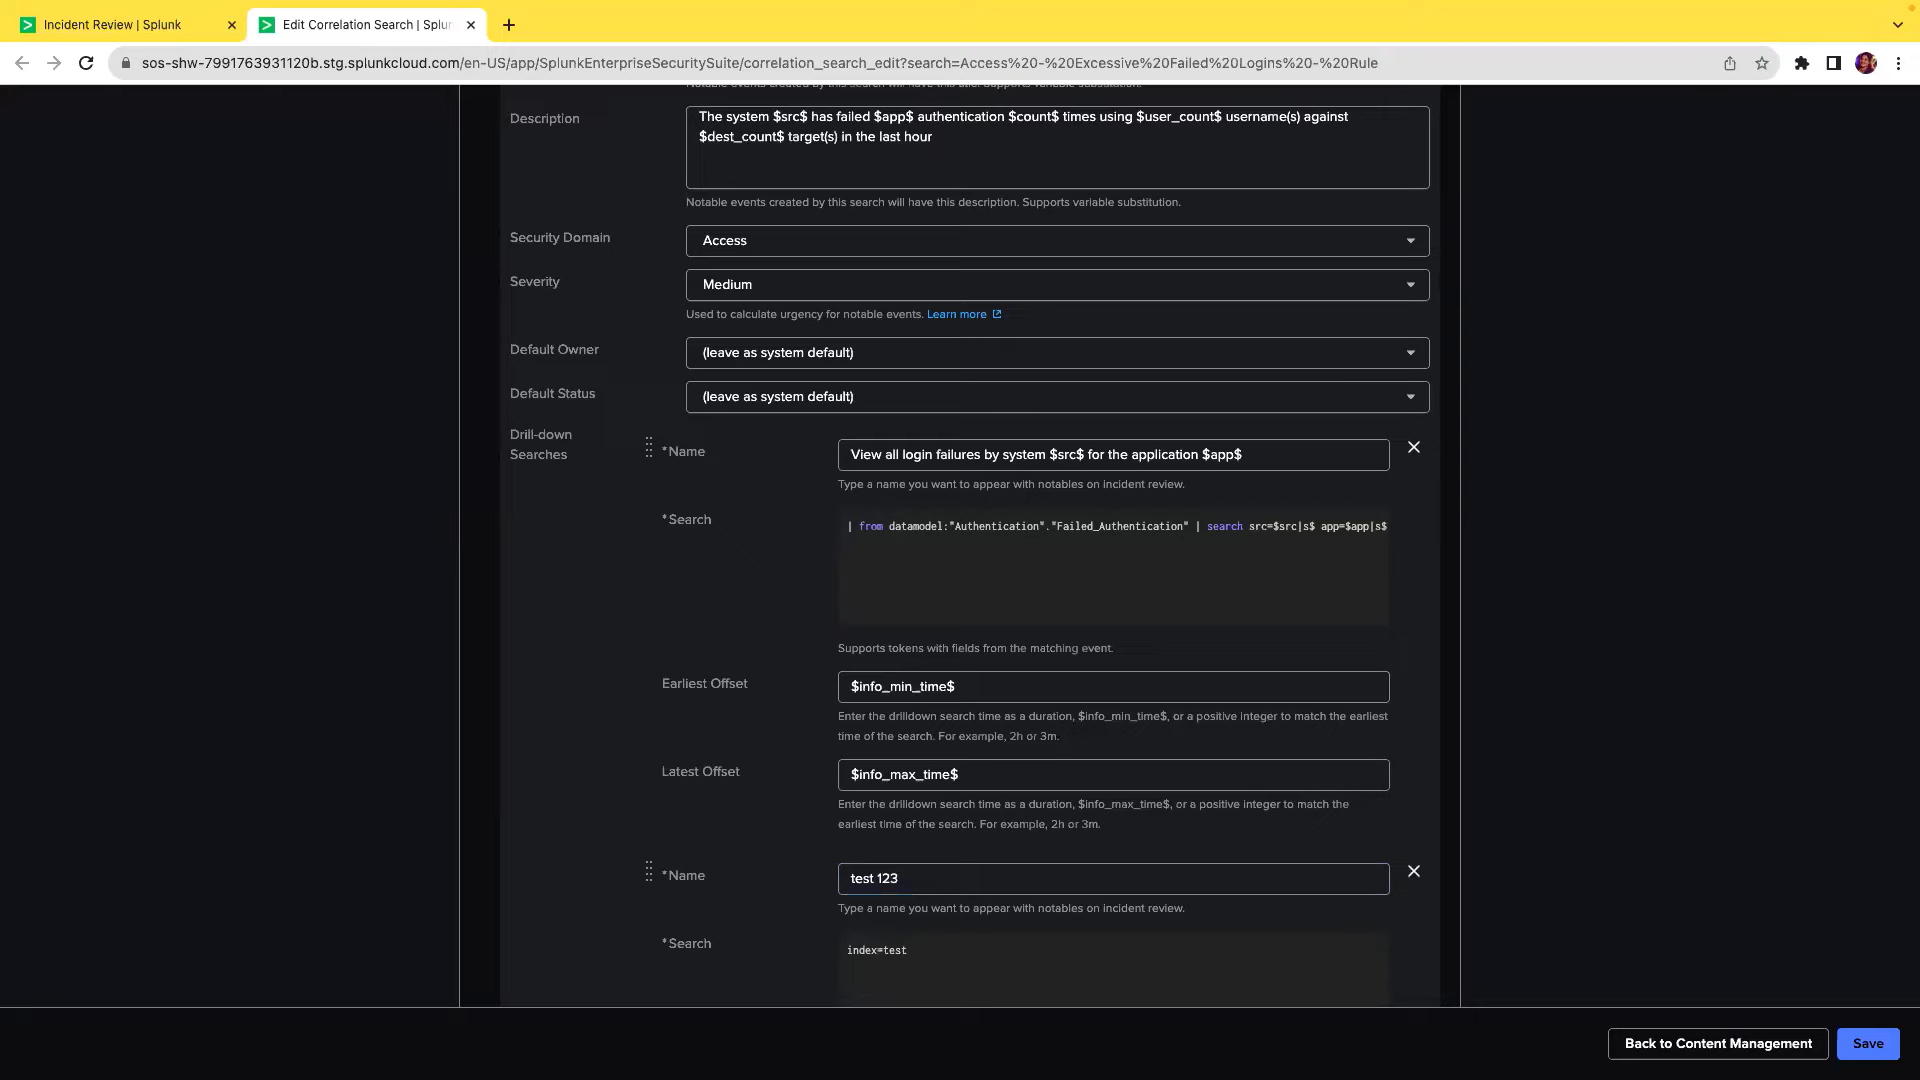 Incident Review | Splunk
Edit Correlation Search | Splun
sos-shw-7991763931120b.stg.splunkcloud.com/en-US/app/SplunkEnterpriseSecuritySuite/correlation_search_edit?search=Access%20-%20Excessive%20Failed%20Logins%20-%20Rule
Notable events created by this search will have this title. Supports variable substitution.
Description
The system $src$ has failed $app$ authentication $count$ times using $user_count$ username(s) against
$dest_count$ target(s) in the last hour
Notable events created by this search will have this description. Supports variable substitution.
Security Domain
Access
Severity
Medium
Used to calculate urgency for notable events. Learn more
Default Owner
(leave as system default)
Default Status
(leave as system default)
Drill-down
Searches
*Name
View all login failures by system $src$ for the application $app$
Type a name you want to appear with notables on incident review.
*Search
| from datamodel:"Authentication"."Failed_Authentication" | search src=$src|s$ app=$app|s$
Supports tokens with fields from the matching event.
Earliest Offset
$info_min_time$
Enter the drilldown search time as a duration, $info_min_time$, or a positive integer to match the earliest
time of the search. For example, 2h or 3m.
Latest Offset
$info_max_time$
Enter the drilldown search time as a duration, $info_max_time$, or a positive integer to match the
earliest time of the search. For example, 2h or 3m.
*Name
test 123
Type a name you want to appear with notables on incident review.
*Search
index=test
Back to Content Management
Save